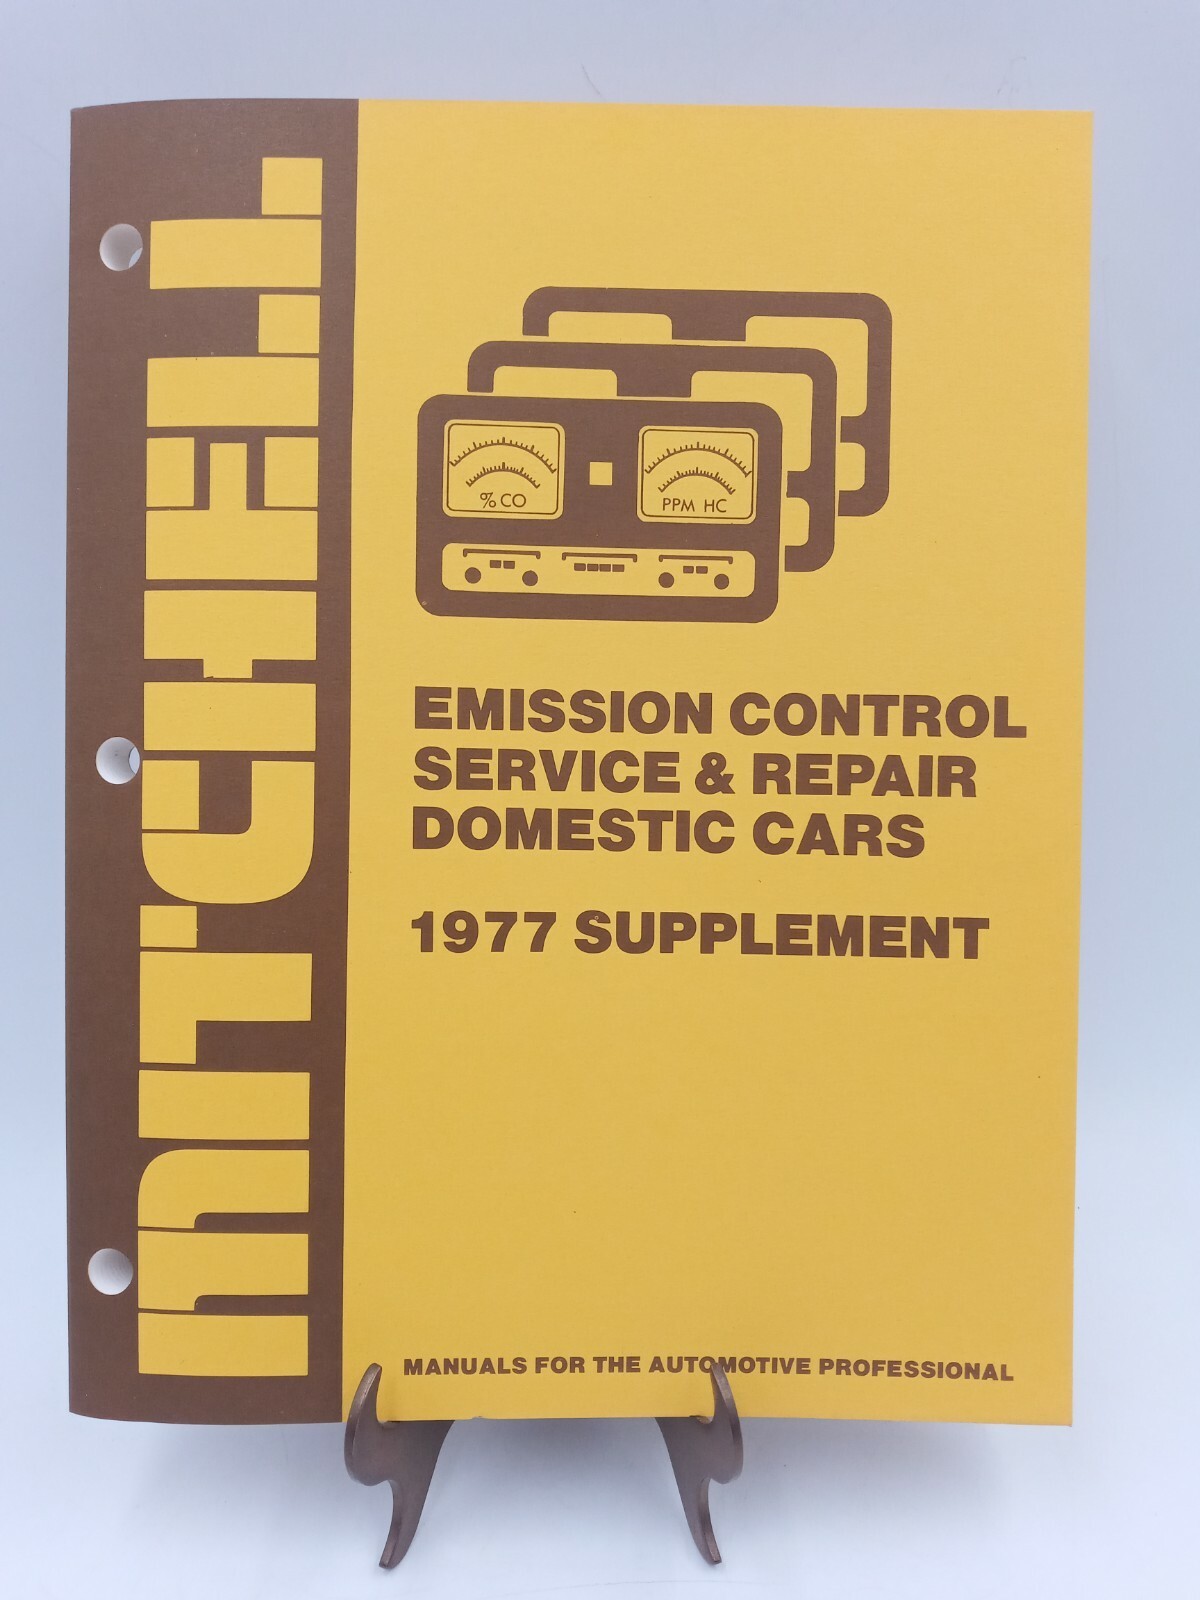 MITCHELL
% CO
PPM HC
EMISSION CONTROL
SERVICE & REPAIR
DOMESTIC CARS
1977 SUPPLEMENT
MANUALS FOR THE AUTOMOTIVE PROFESSIONAL